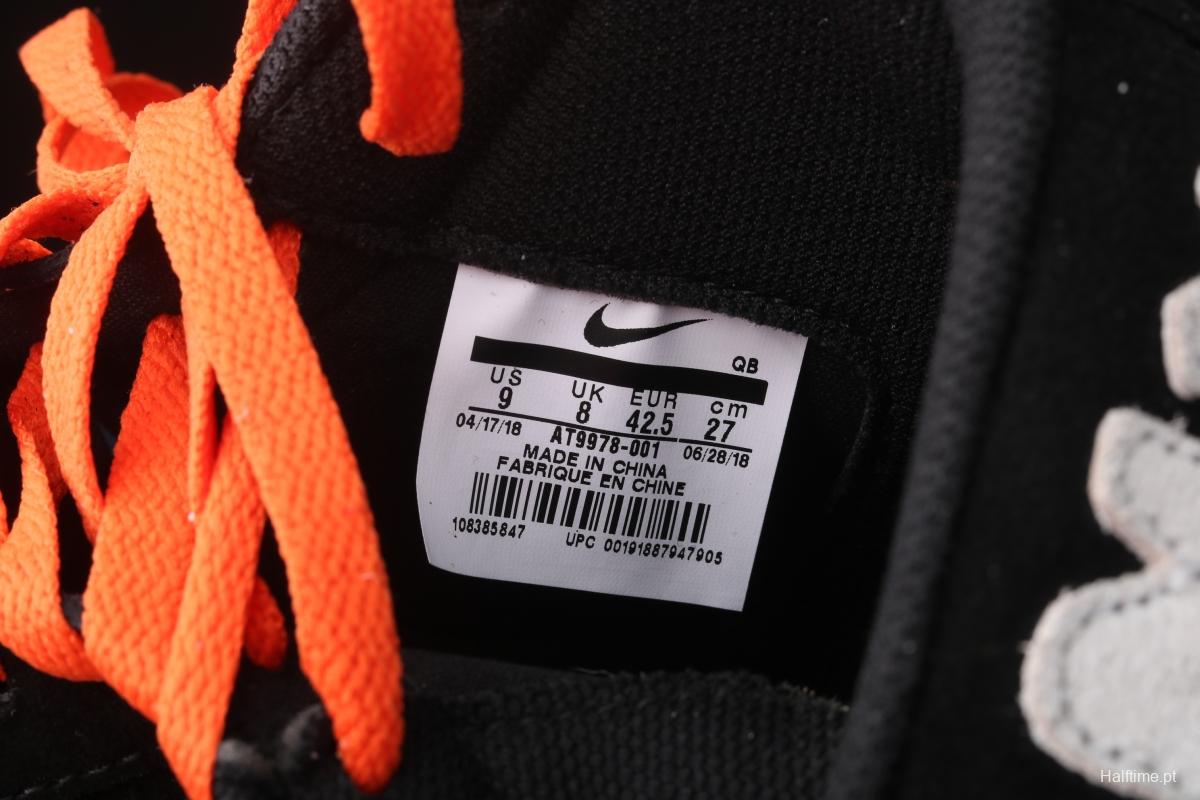 QB
US UK EUR cm
9 8 42.5 27
04/17/18 AT9978-001 06/28/18
MADE IN CHINA
FABRIQUE EN CHINE
108385847 UPC 00191887947905
Halftime.pt